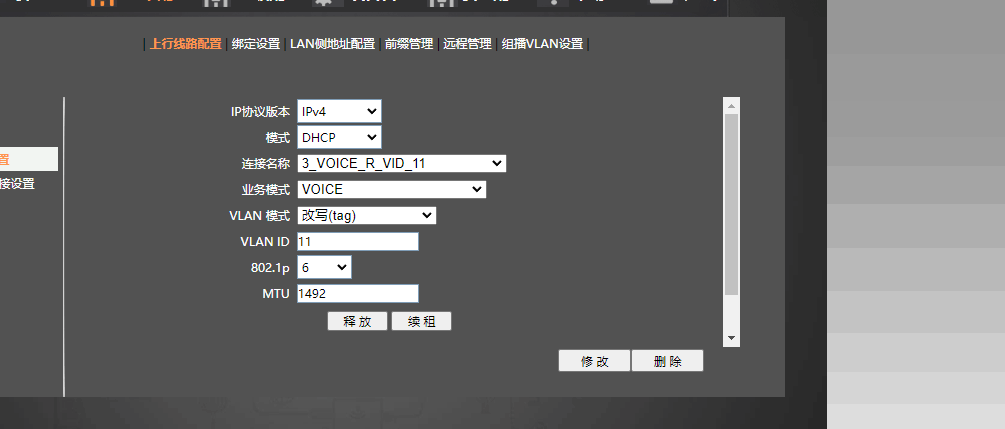 | 上行线路配置 | 绑定设置 | LAN侧地址配置 | 前缀管理 | 远程管理 | 组播VLAN设置 |
置
接设置
IP协议版本 IPv4
模式 DHCP
连接名称 3_VOICE_R_VID_11
业务模式 VOICE
VLAN 模式 改写(tag)
VLAN ID 11
802.1p 6
MTU 1492
释 放 续 租
修 改 删 除